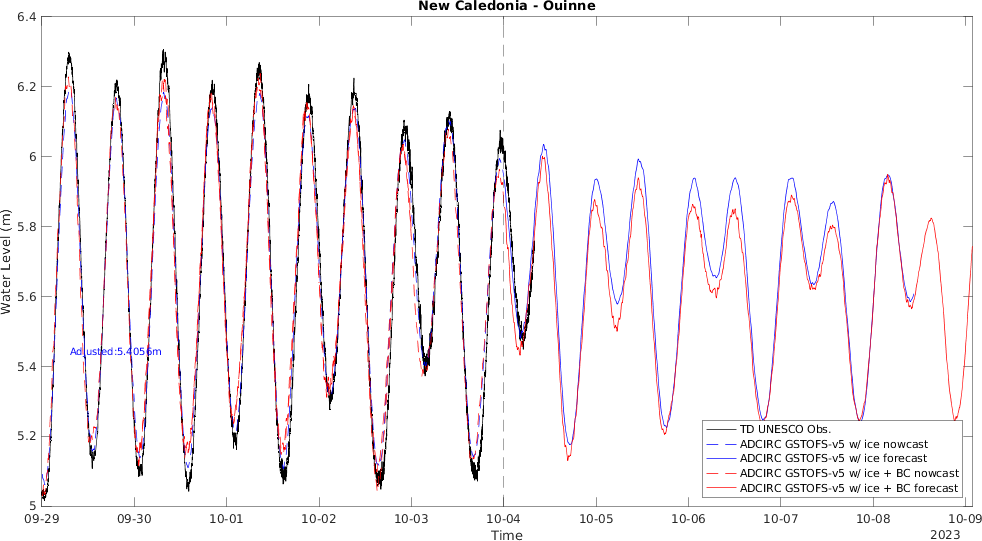 New Caledonia - Ouinne
6.4
6.2
6
5.8
5.6
5.4
5.2
5
Water Level (m)
Adjusted:5.4056m
TD UNESCO Obs.
ADCIRC GSTOFS-v5 w/ ice nowcast
ADCIRC GSTOFS-v5 w/ ice forecast
ADCIRC GSTOFS-v5 w/ ice + BC nowcast
ADCIRC GSTOFS-v5 w/ ice + BC forecast
09-29 09-30 10-01 10-02 10-03 10-04 10-05 10-06 10-07 10-08 10-09
Time
2023